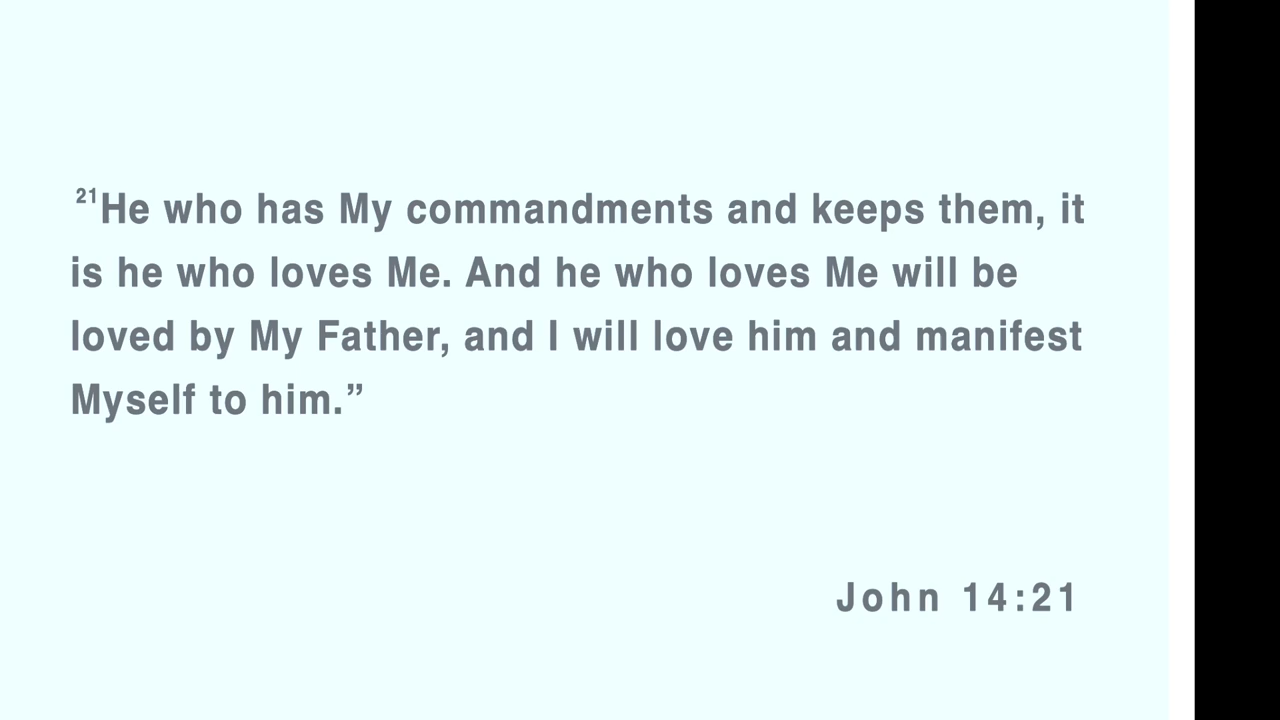 ²¹He who has My commandments and keeps them, it
is he who loves Me. And he who loves Me will be
loved by My Father, and I will love him and manifest
Myself to him.”
John 14:21